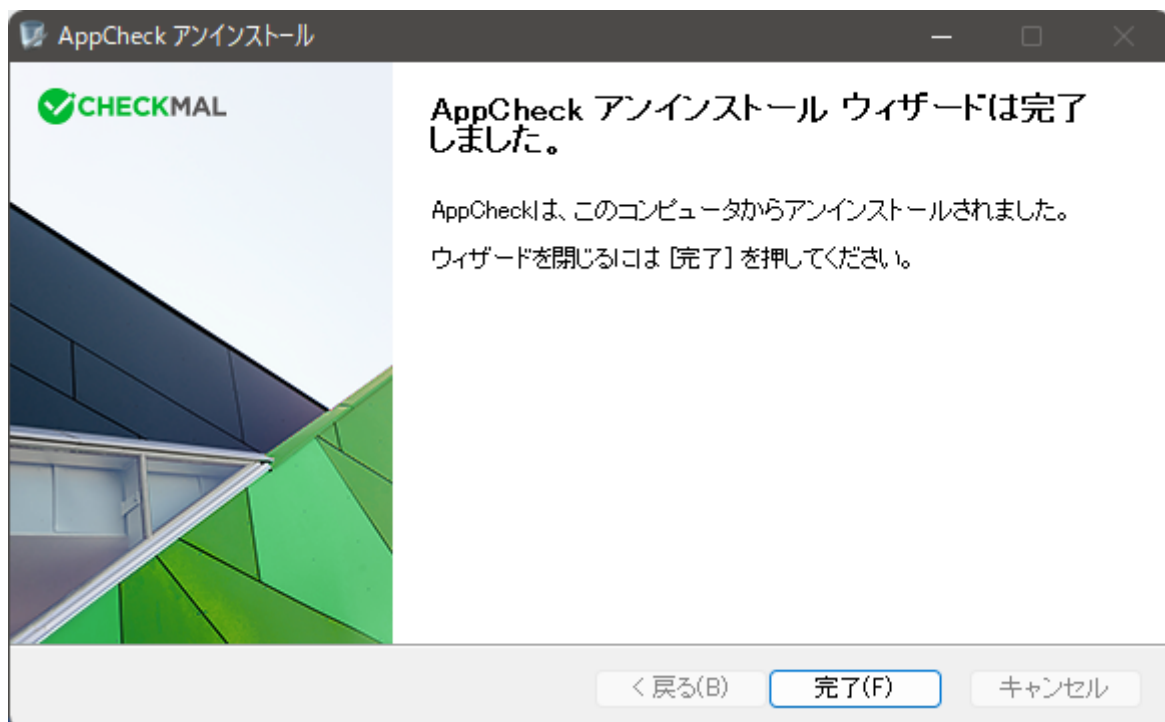 AppCheck アンインストール
CHECKMAL
AppCheck アンインストール ウィザードは完了
しました。
AppCheckは、このコンピュータからアンインストールされました。
ウィザードを閉じるには [完了] を押してください。
< 戻る(B)
完了(F)
キャンセル